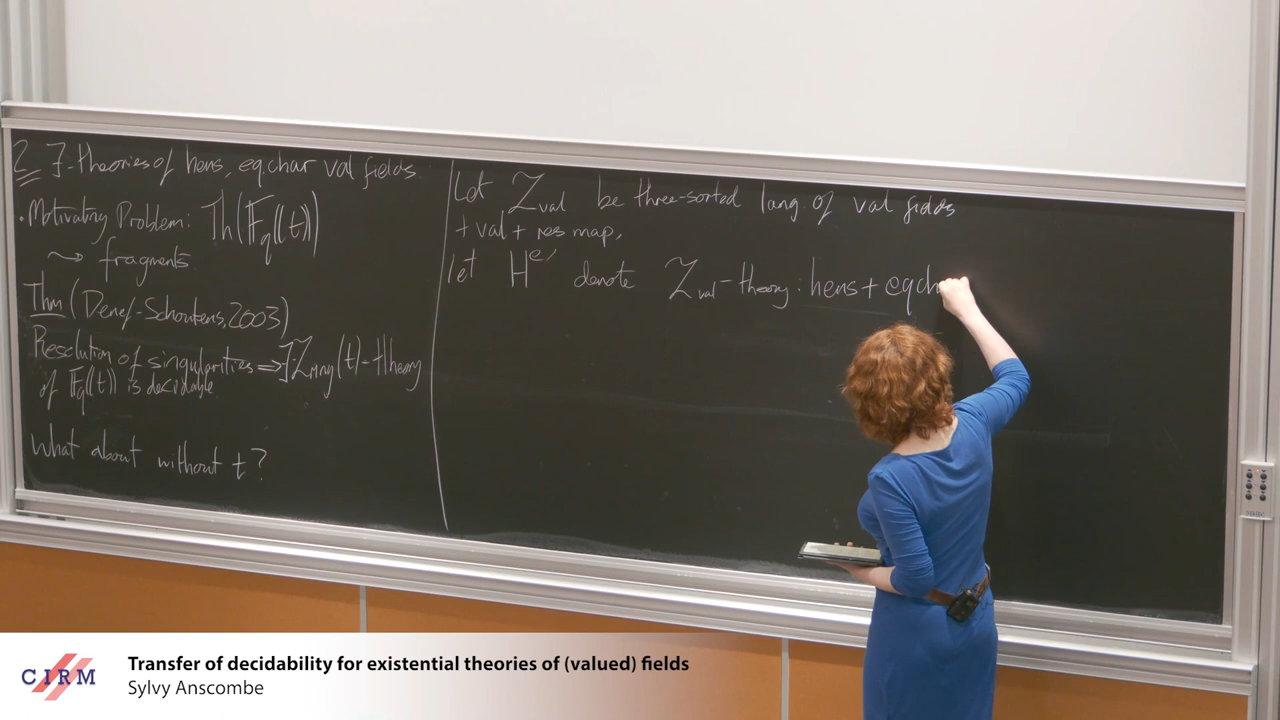 2 ∃-theories of hens, eq.char val fields.
• Motivating Problem: Th(𝔽q((t)))
⇝ fragments
Thm (Denef-Schoutens, 2003)
Resolution of singularities ⇒ ∃ℒring(t)-theory
of 𝔽q((t)) is decidable
What about without t?
Let ℒval be three-sorted lang. of val fields
+ val + res map,
let Hᵉ′ denote ℒval-theory: hens + eqch
CIRM
Transfer of decidability for existential theories of (valued) fields
Sylvy Anscombe